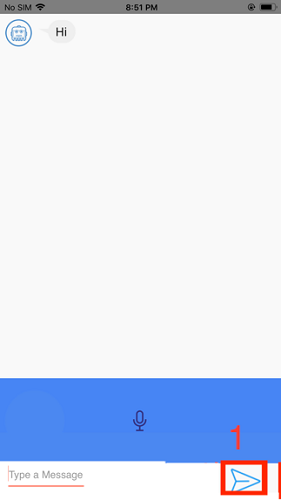 No SIM 8:51 PM
Hi
1
Type a Message